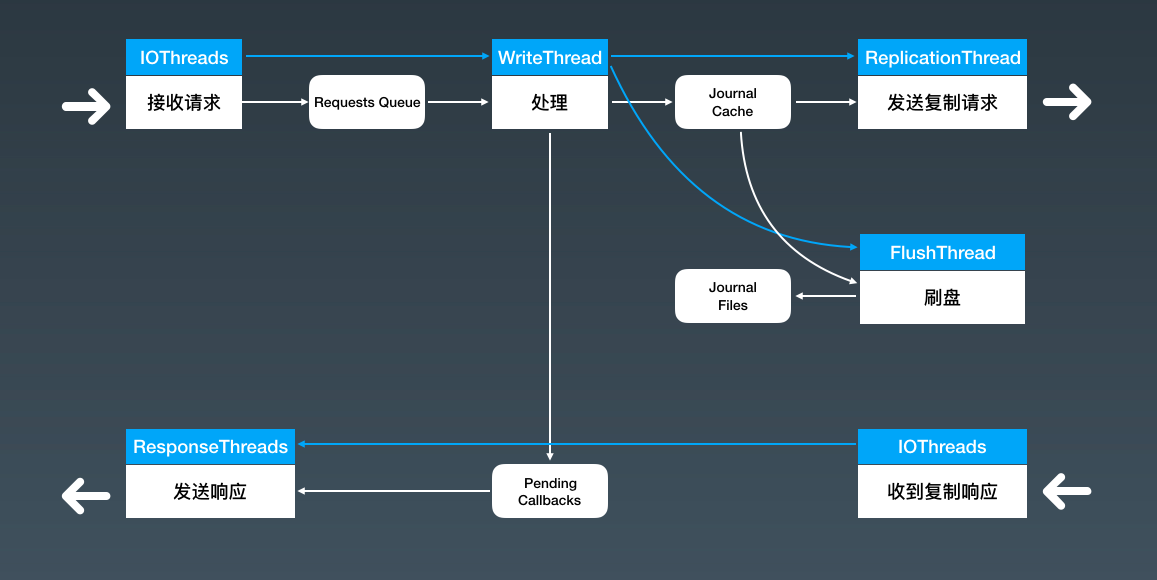 IOThreads
接收请求
Requests Queue
WriteThread
处理
Journal
Cache
ReplicationThread
发送复制请求
FlushThread
刷盘
Journal
Files
ResponseThreads
发送响应
Pending
Callbacks
IOThreads
收到复制响应